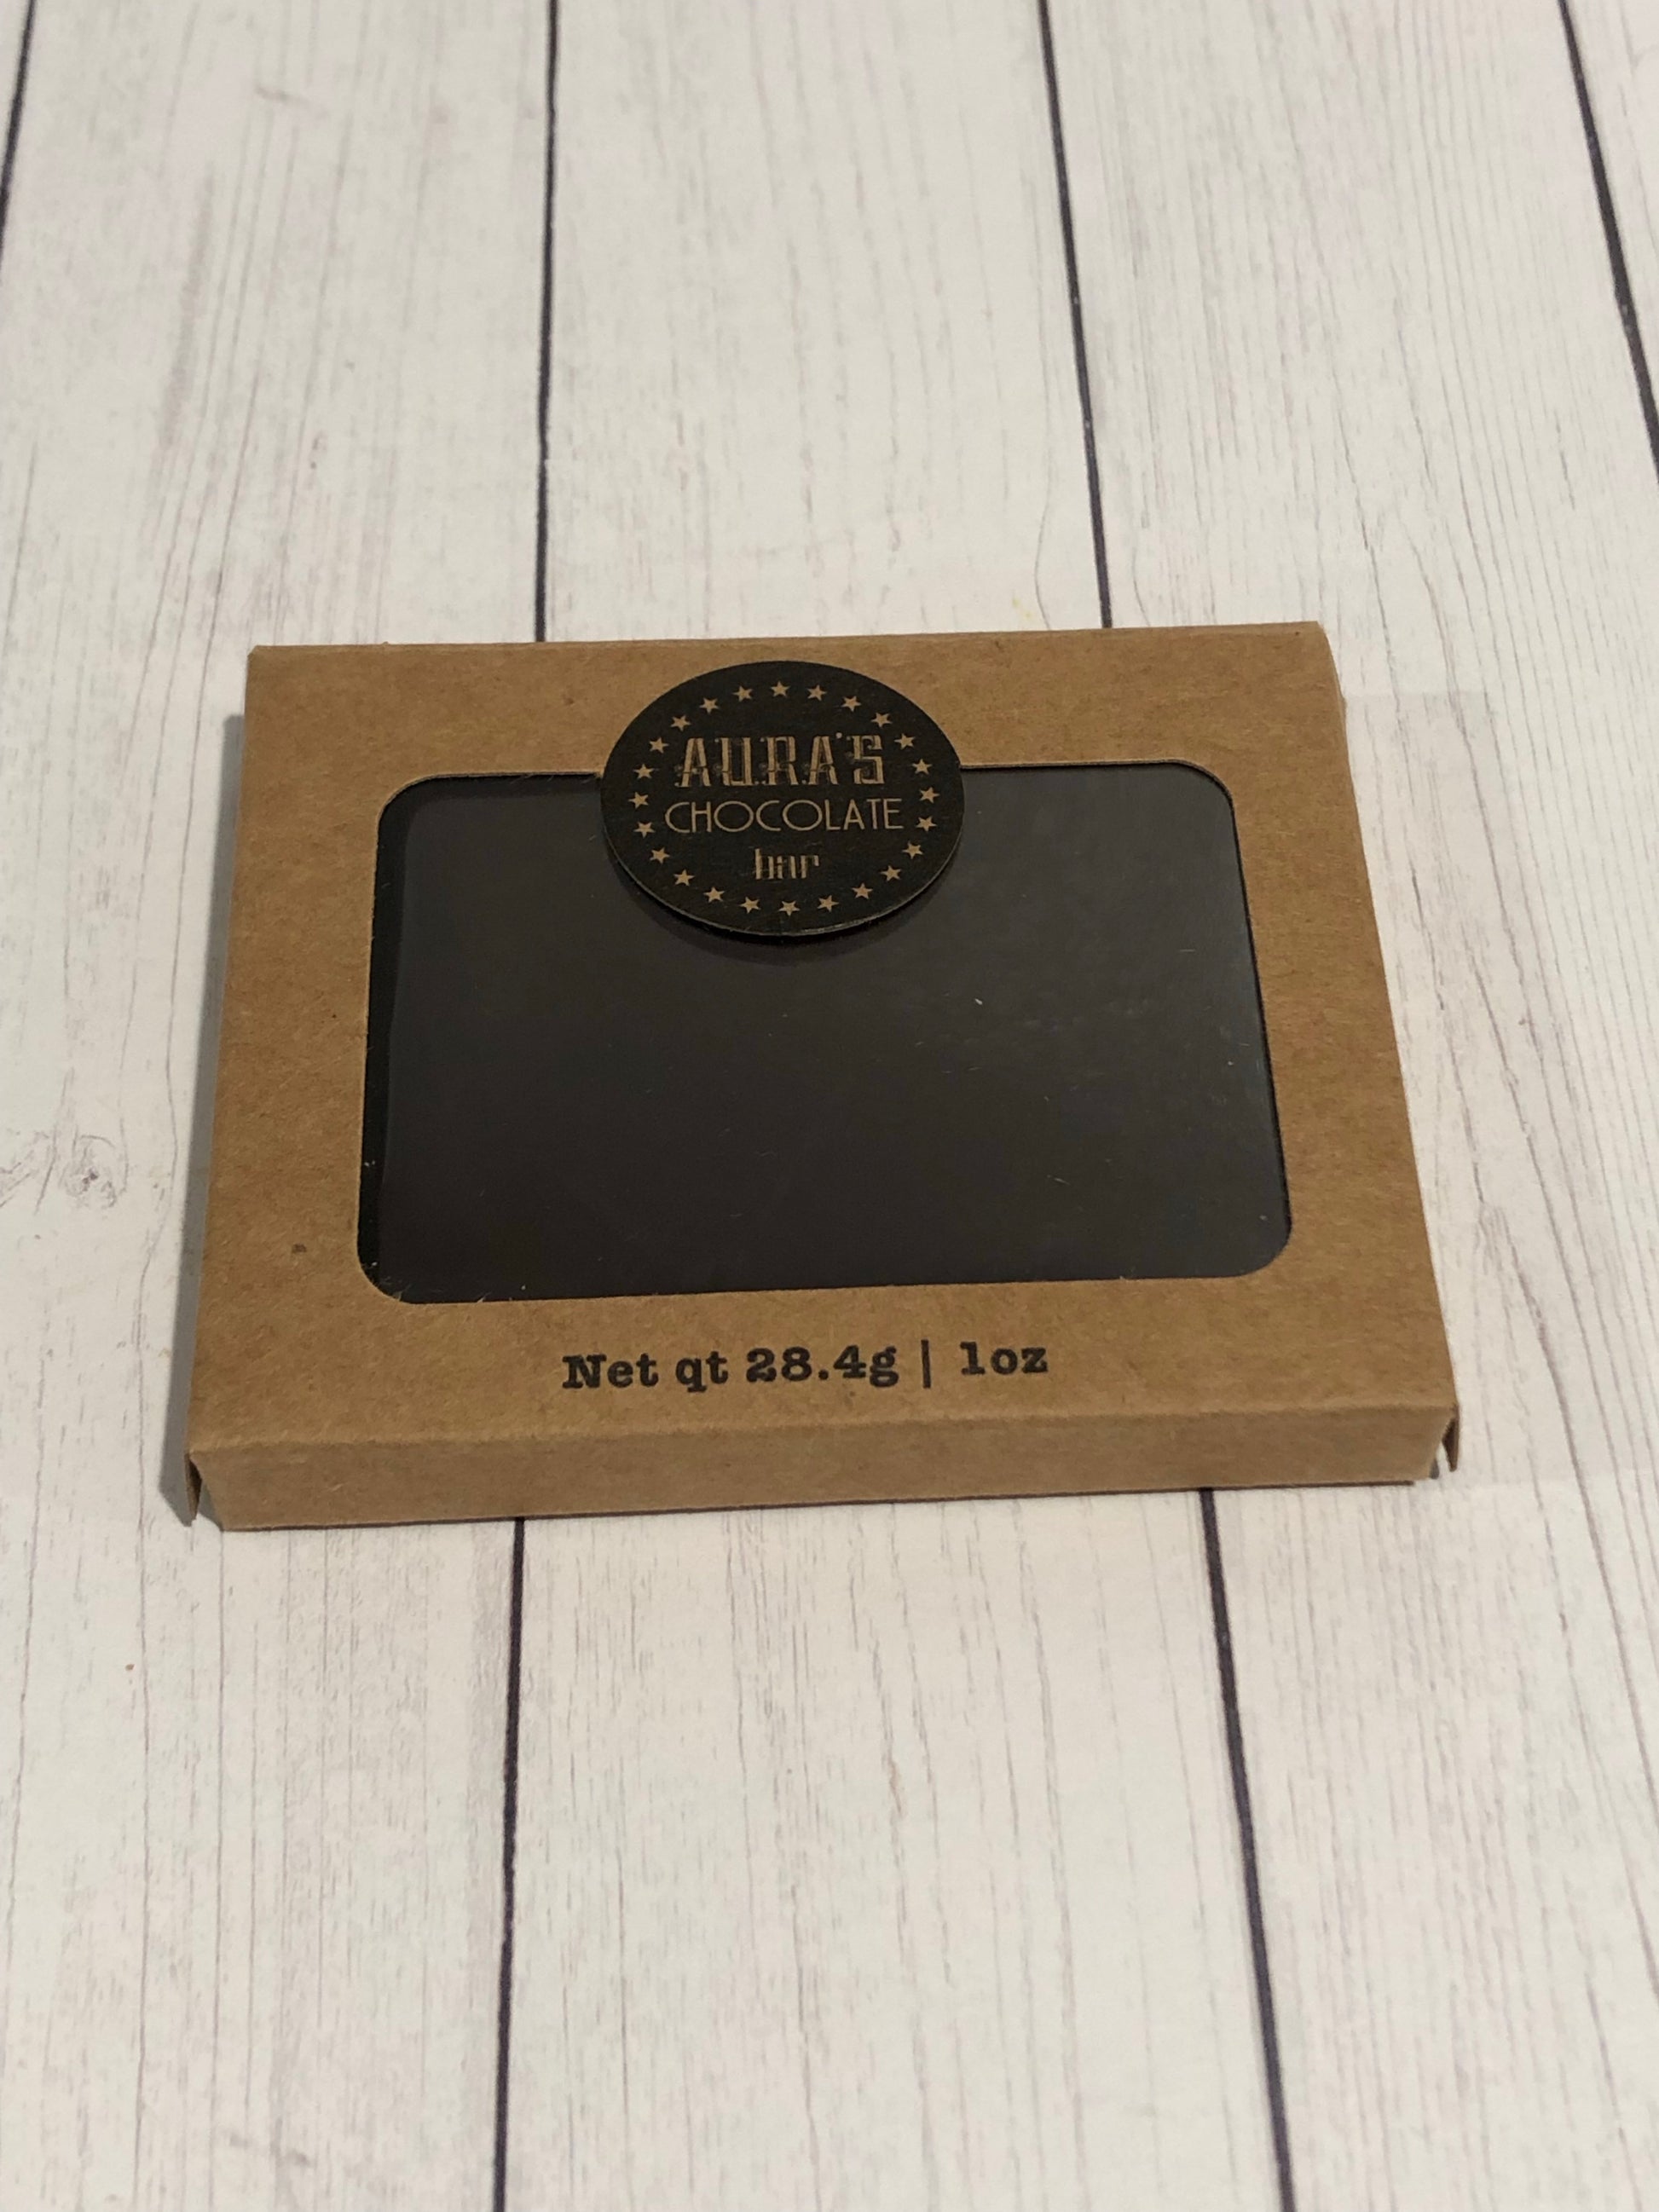 AURA'S
CHOCOLATE
bar
Net qt 28.4g | 1oz